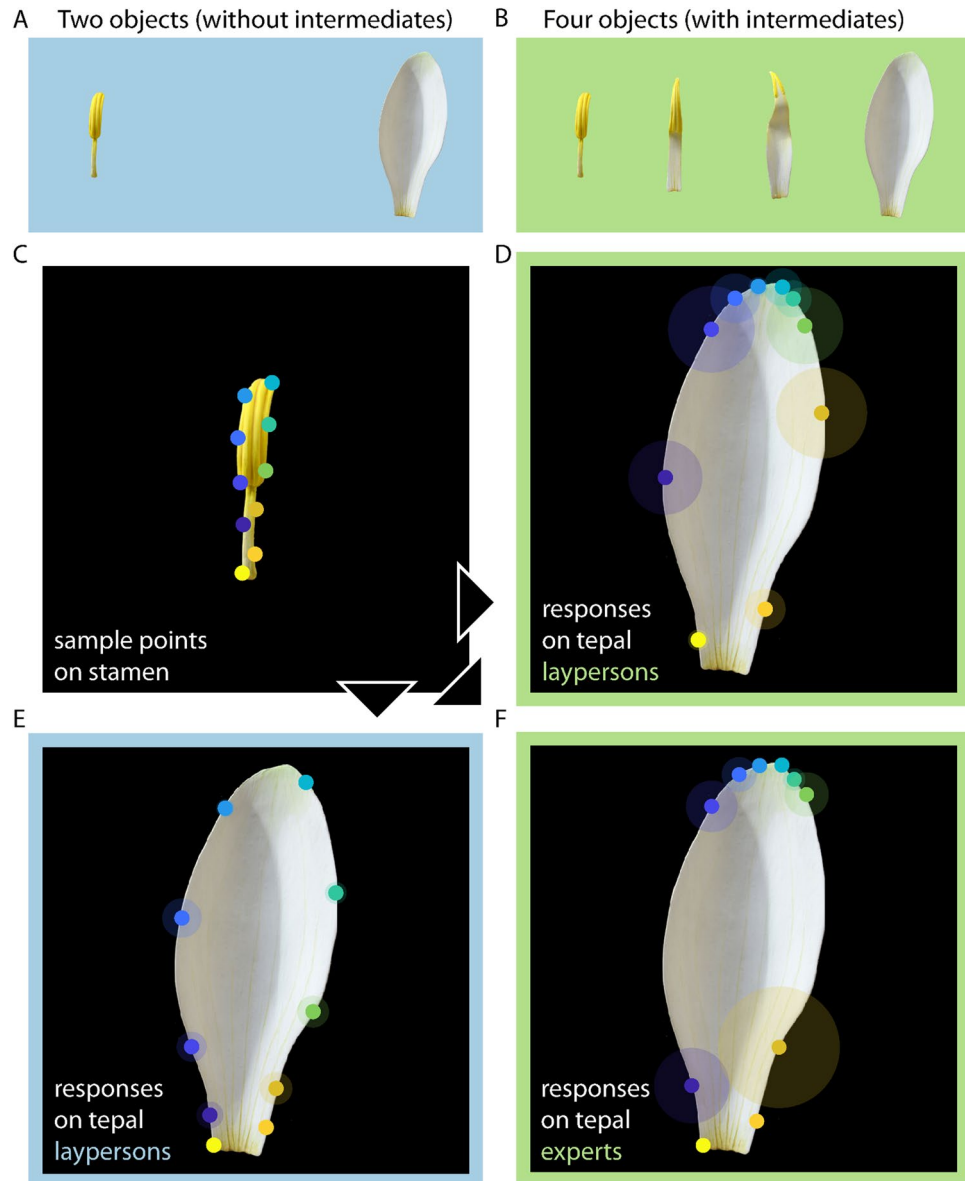 A Two objects (without intermediates)
B Four objects (with intermediates)
C
sample points
on stamen
D
responses
on tepal
laypersons
E
responses
on tepal
laypersons
F
responses
on tepal
experts